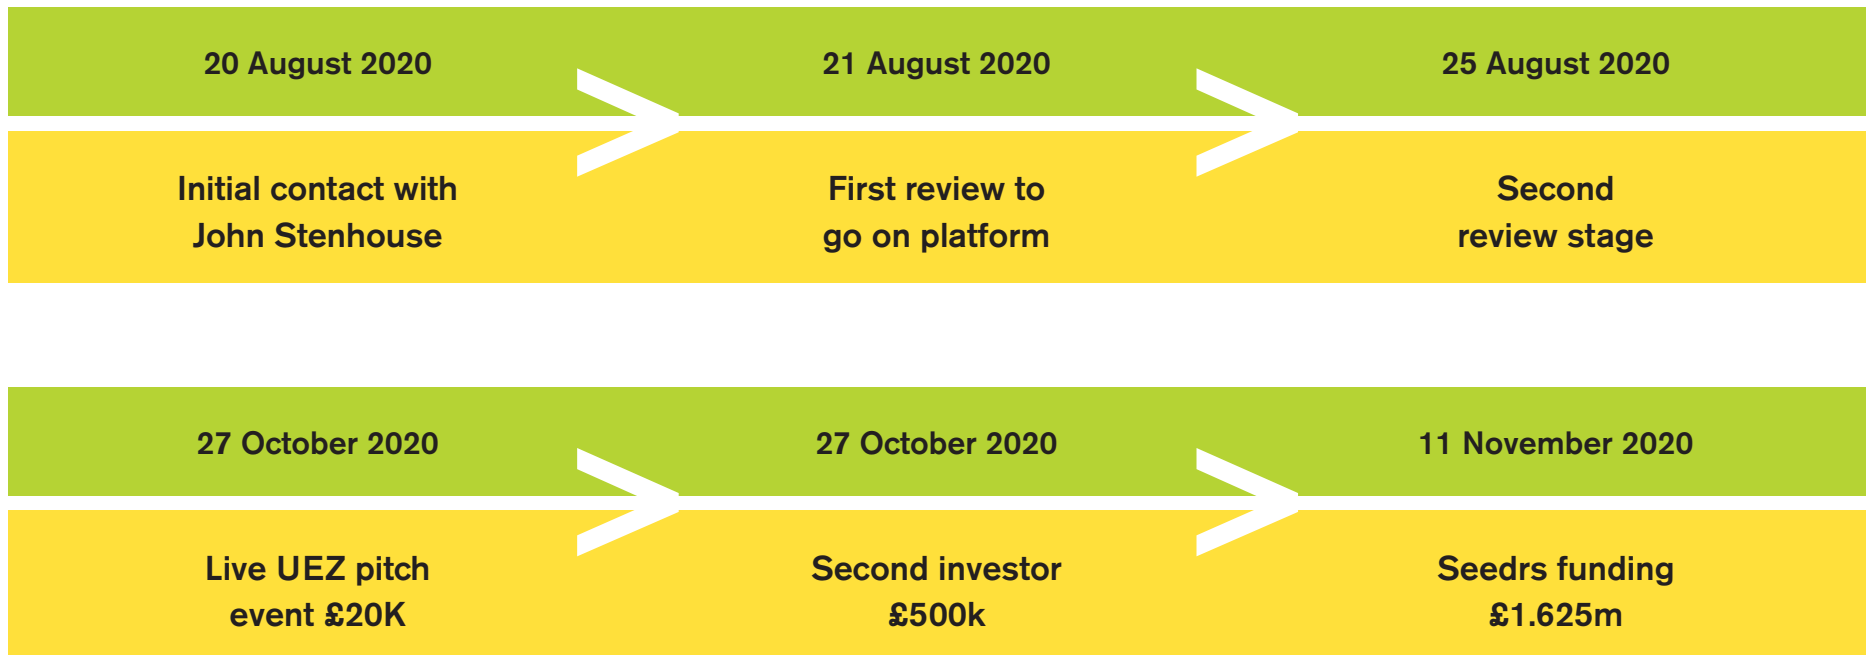 20 August 2020
21 August 2020
25 August 2020
Initial contact with
John Stenhouse
First review to
go on platform
Second
review stage
27 October 2020
27 October 2020
11 November 2020
Live UEZ pitch
event £20K
Second investor
£500k
Seedrs funding
£1.625m